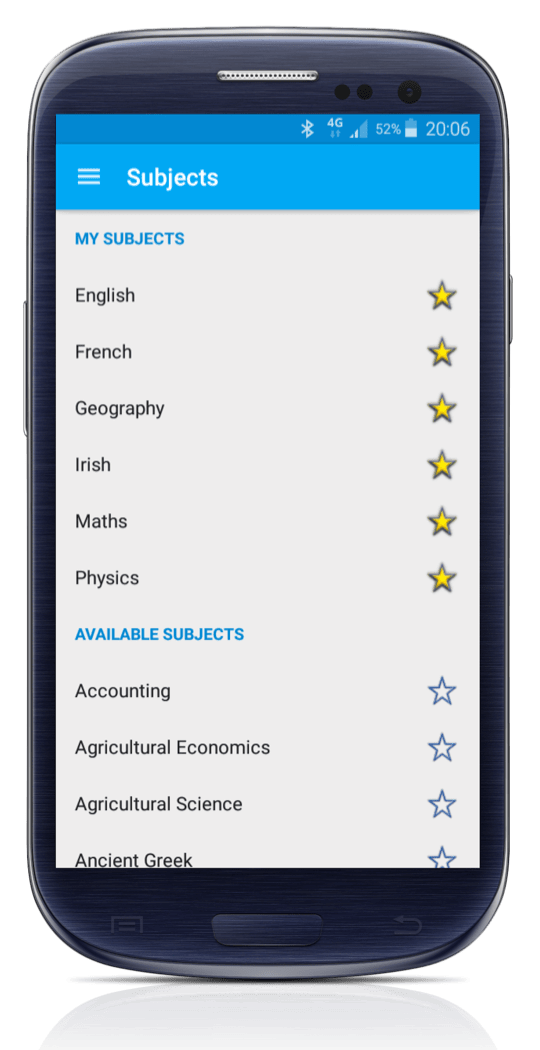 4G 52% 20:06
Subjects
MY SUBJECTS
English
French
Geography
Irish
Maths
Physics
AVAILABLE SUBJECTS
Accounting
Agricultural Economics
Agricultural Science
Ancient Greek